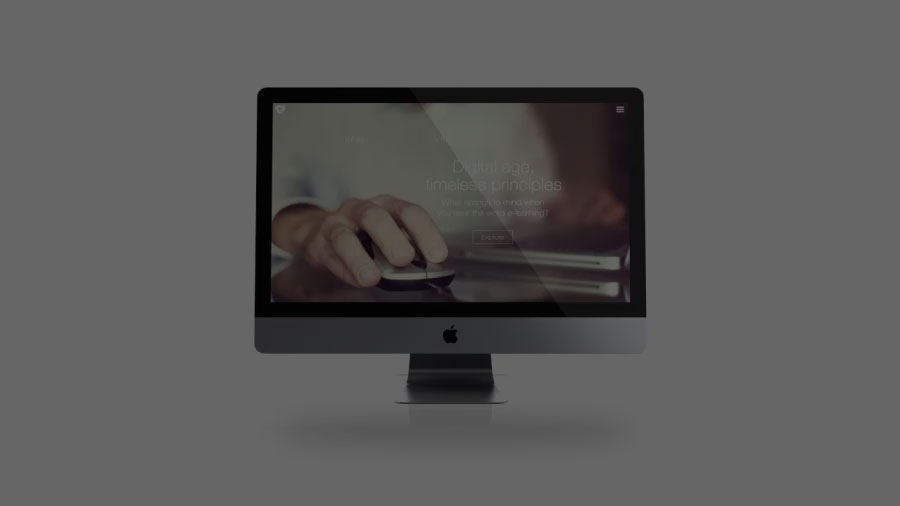 Digital age,
timeless principles
What springs to mind when
you hear the word e-learning?
Explore